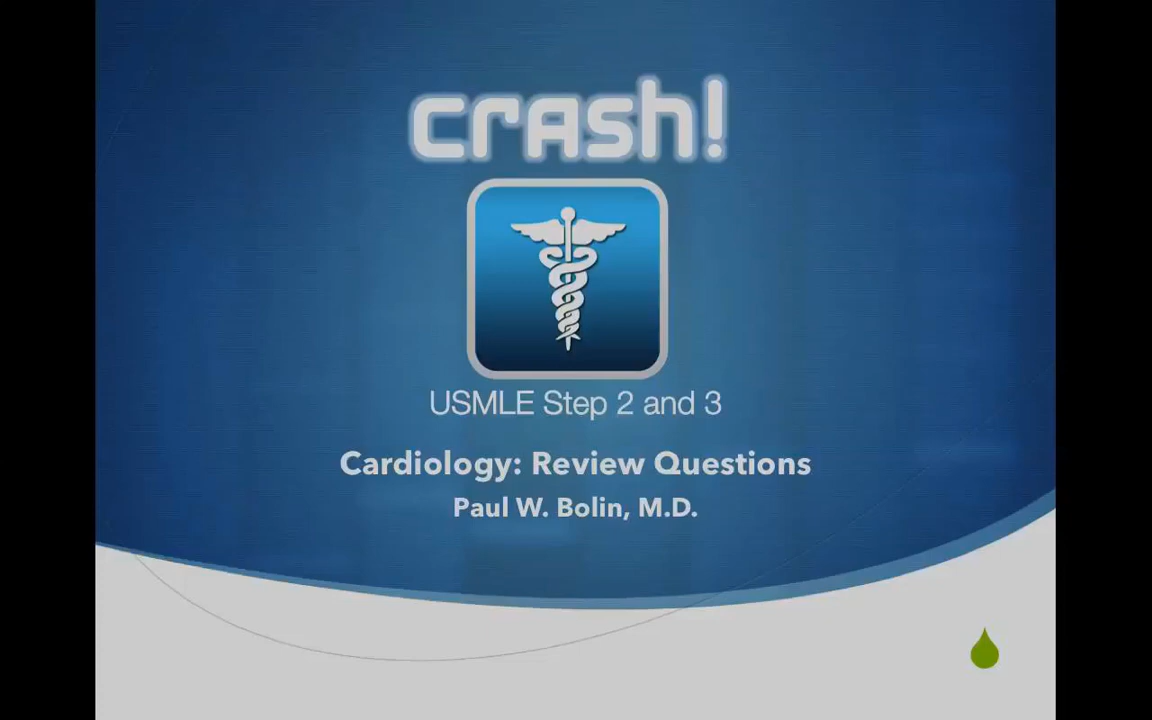 crash!
USMLE Step 2 and 3
Cardiology: Review Questions
Paul W. Bolin, M.D.